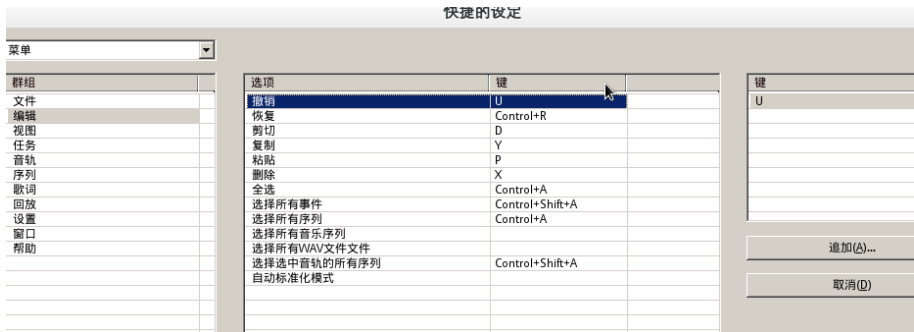 快捷的设定
菜单
群组
文件
编辑
视图
任务
音轨
序列
歌词
回放
设置
窗口
帮助
选项 键
撤销 U
恢复 Control+R
剪切 D
复制 Y
粘贴 P
删除 X
全选 Control+A
选择所有事件 Control+Shift+A
选择所有序列 Control+A
选择所有音乐序列
选择所有WAV文件文件
选择选中音轨的所有序列 Control+Shift+A
自动标准化模式
键
U
追加(A)...
取消(D)